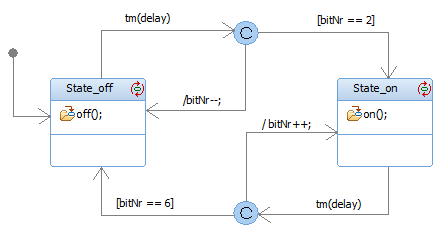 tm(delay)
C
[bitNr == 2]
State_off
State_on
/bitNr--;
off();
on();
/ bitNr++;
[bitNr == 6]
C
tm(delay)